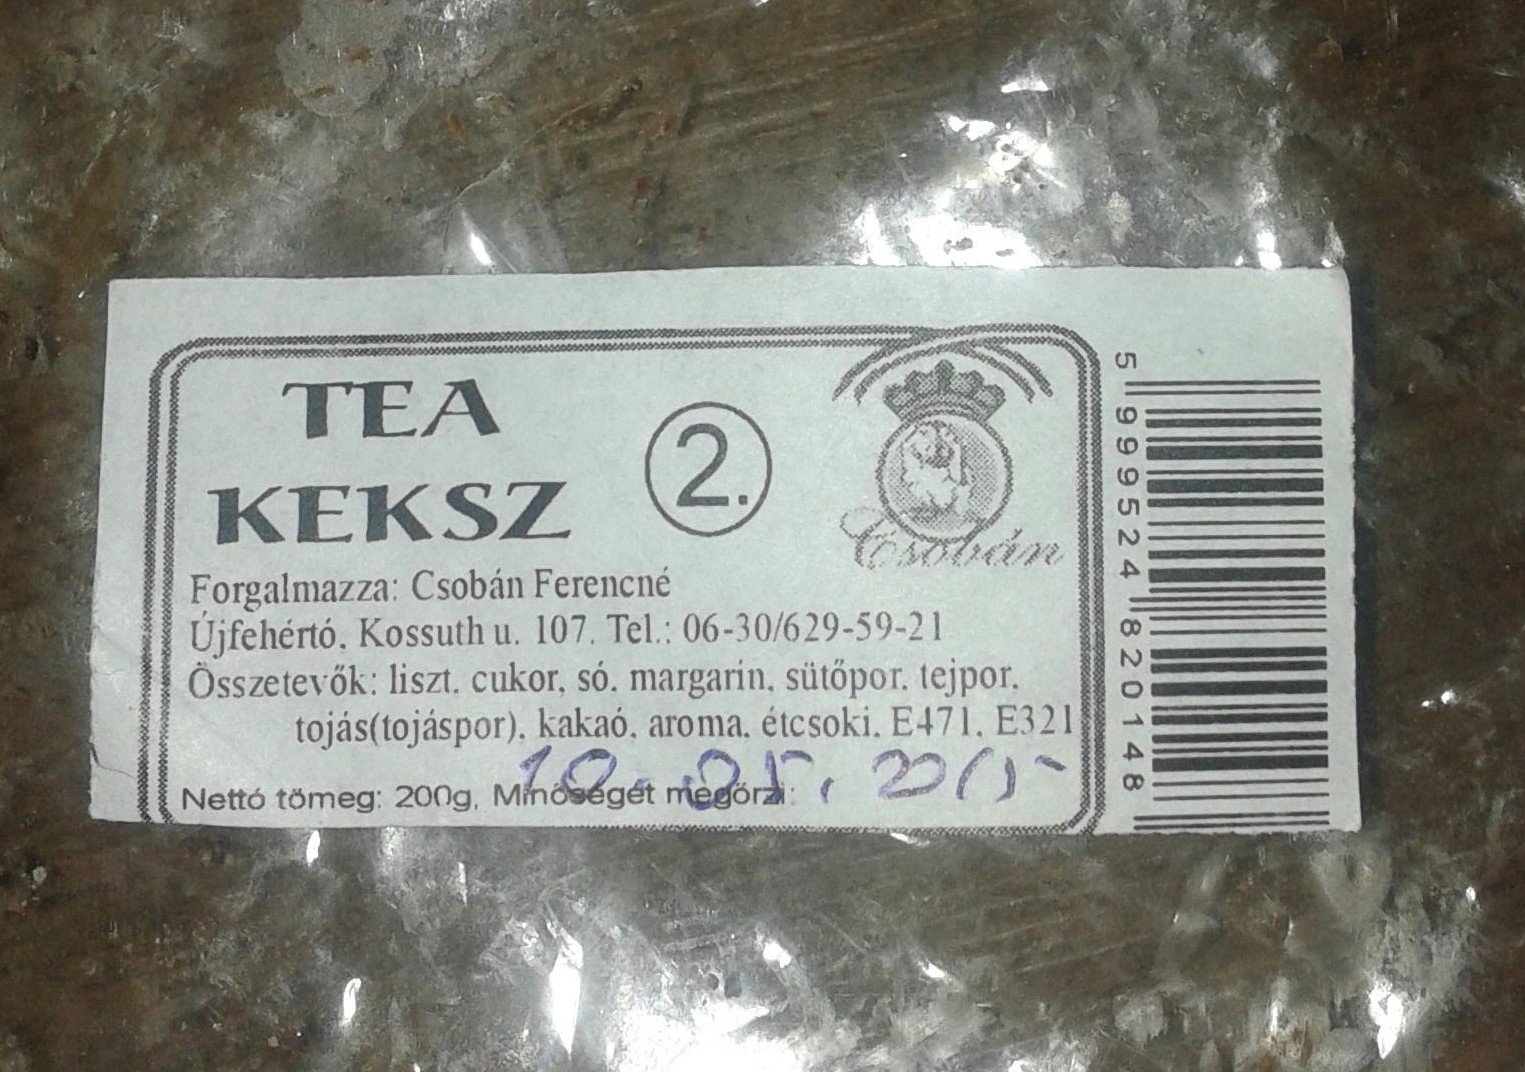 TEA
KEKSZ
2.
Csobán
Forgalmazza: Csobán Ferencné
Újfehértó, Kossuth u. 107. Tel.: 06-30/629-59-21
Összetevők: liszt, cukor, só, margarin, sütőpor, tejpor,
tojás(tojáspor), kakaó, aroma, étcsoki, E471, E321
Nettó tömeg: 200g, Minőségét megőrzi:
5 999524 820148